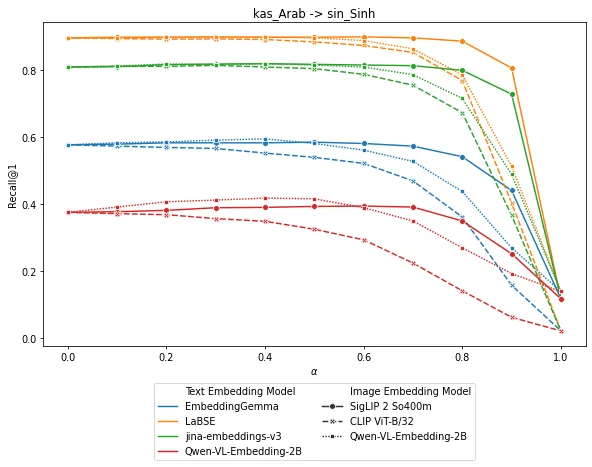 kas_Arab -> sin_Sinh
Recall@1
0.8
0.6
0.4
0.2
0.0
0.0 0.2 0.4 0.6 0.8 1.0
α
Text Embedding Model
EmbeddingGemma
LaBSE
jina-embeddings-v3
Qwen-VL-Embedding-2B
Image Embedding Model
SigLIP 2 So400m
CLIP ViT-B/32
Qwen-VL-Embedding-2B